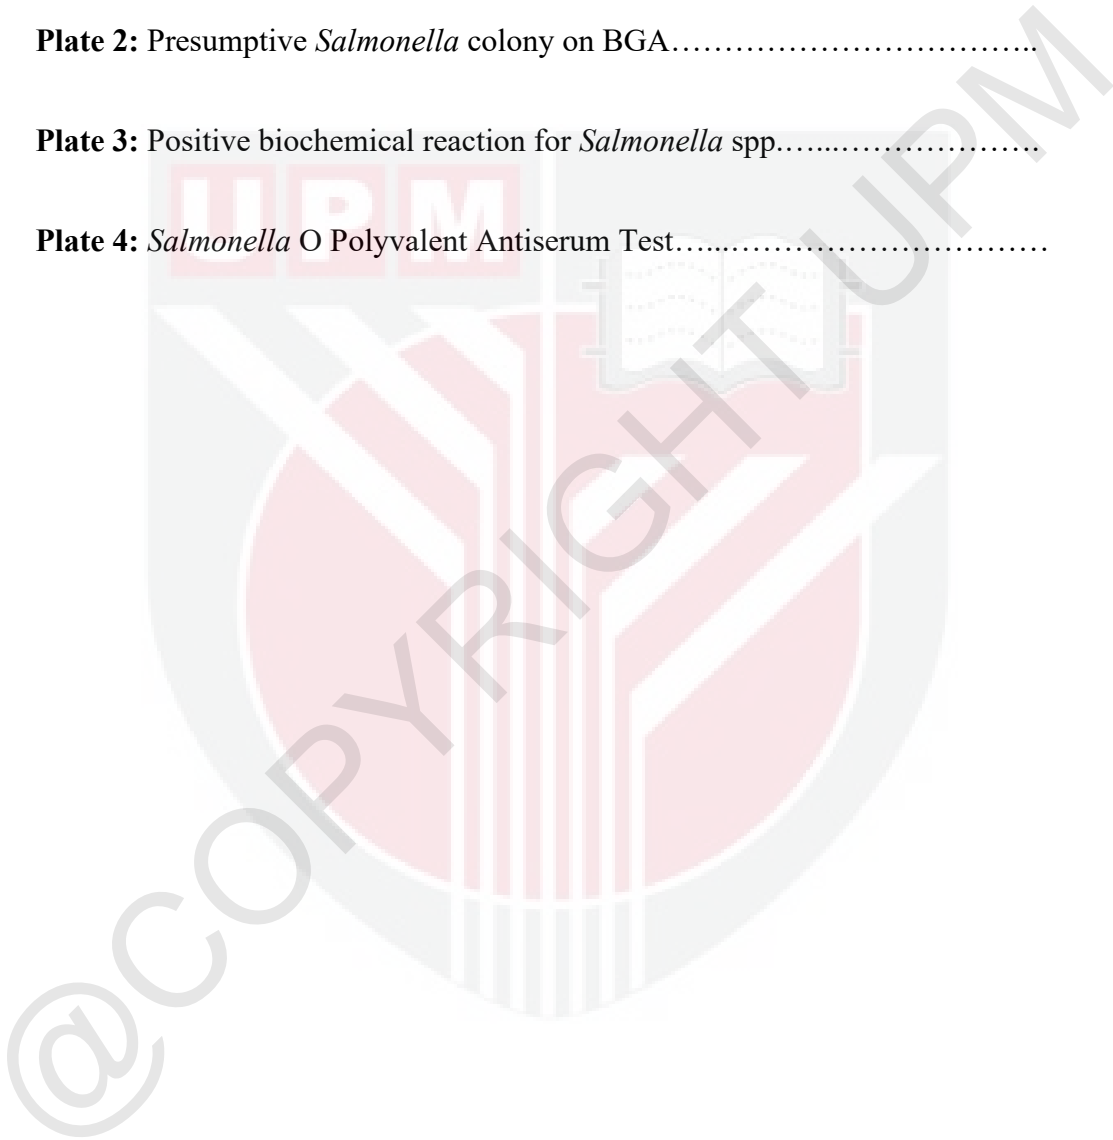 Plate 2: Presumptive Salmonella colony on BGA……………………………..
Plate 3: Positive biochemical reaction for Salmonella spp.…...………………
Plate 4: Salmonella O Polyvalent Antiserum Test…...…………………………
UPM
@COPYRIGHT UPM